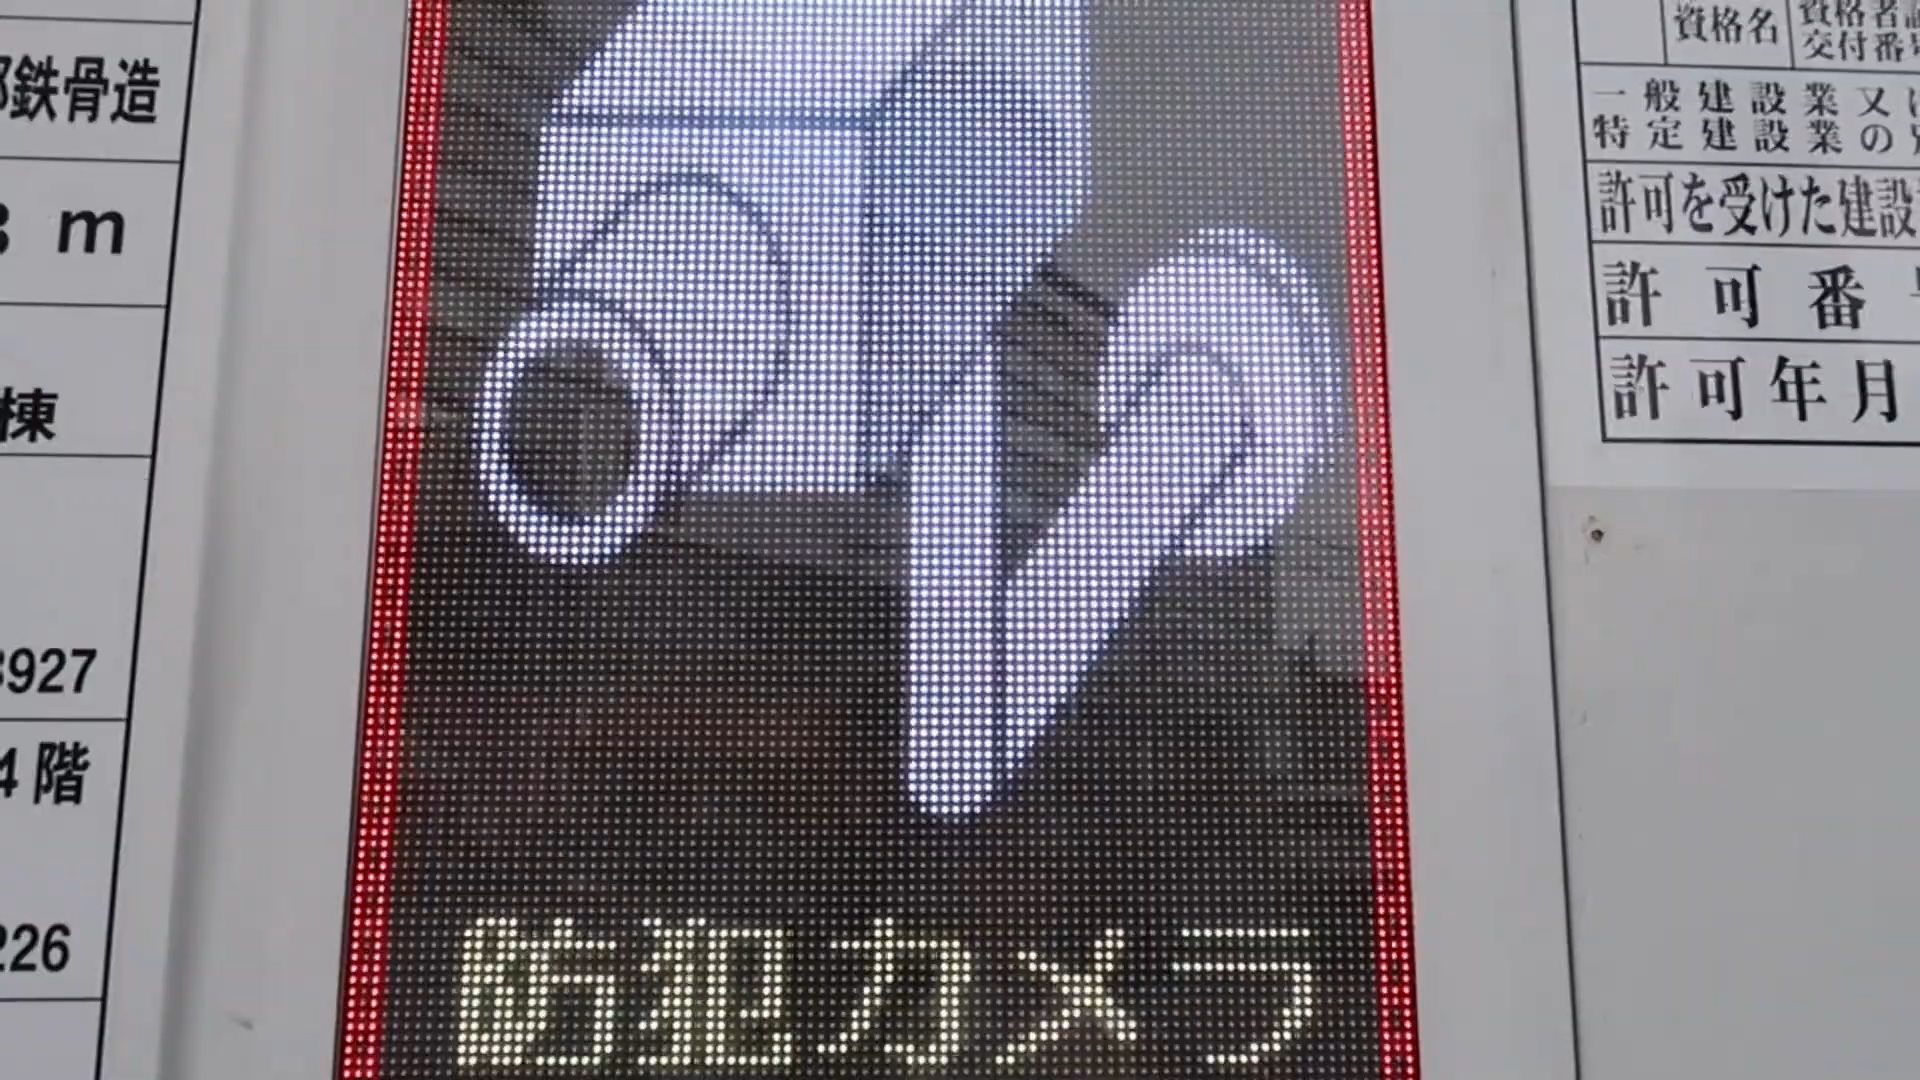 鉄骨造
m
棟
927
4階
226
防犯カメラ
資格名
資格者
交付番
一般建設業又
特定建設業の
許可を受けた建設
許可番
許可年月